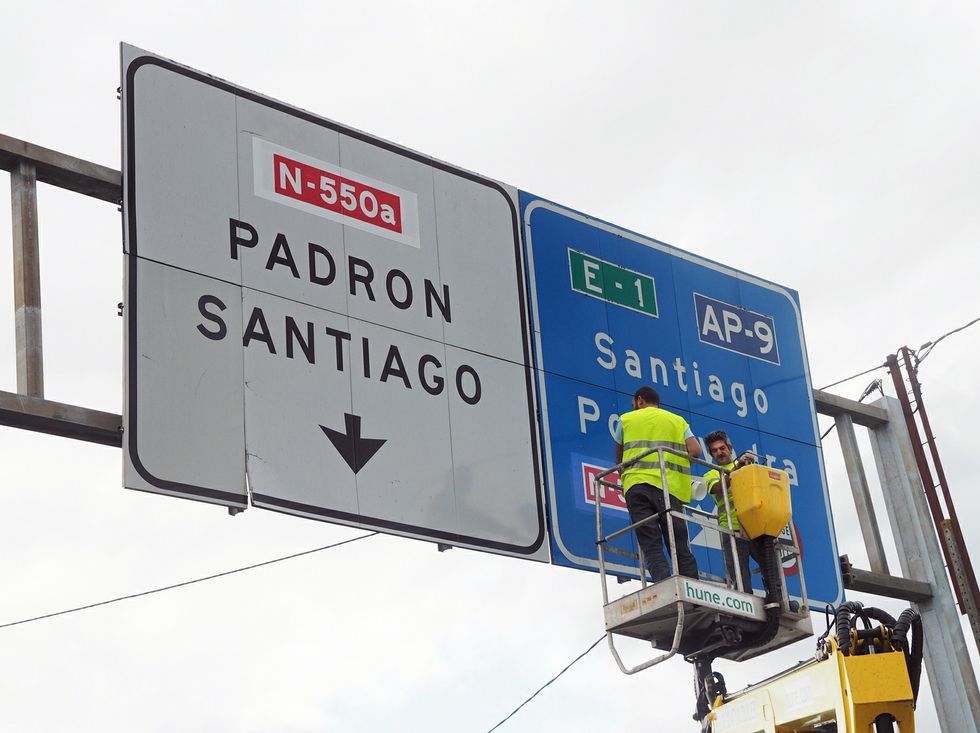 N-550a
PADRON
SANTIAGO
E - 1
AP-9
Santiago
hune.com